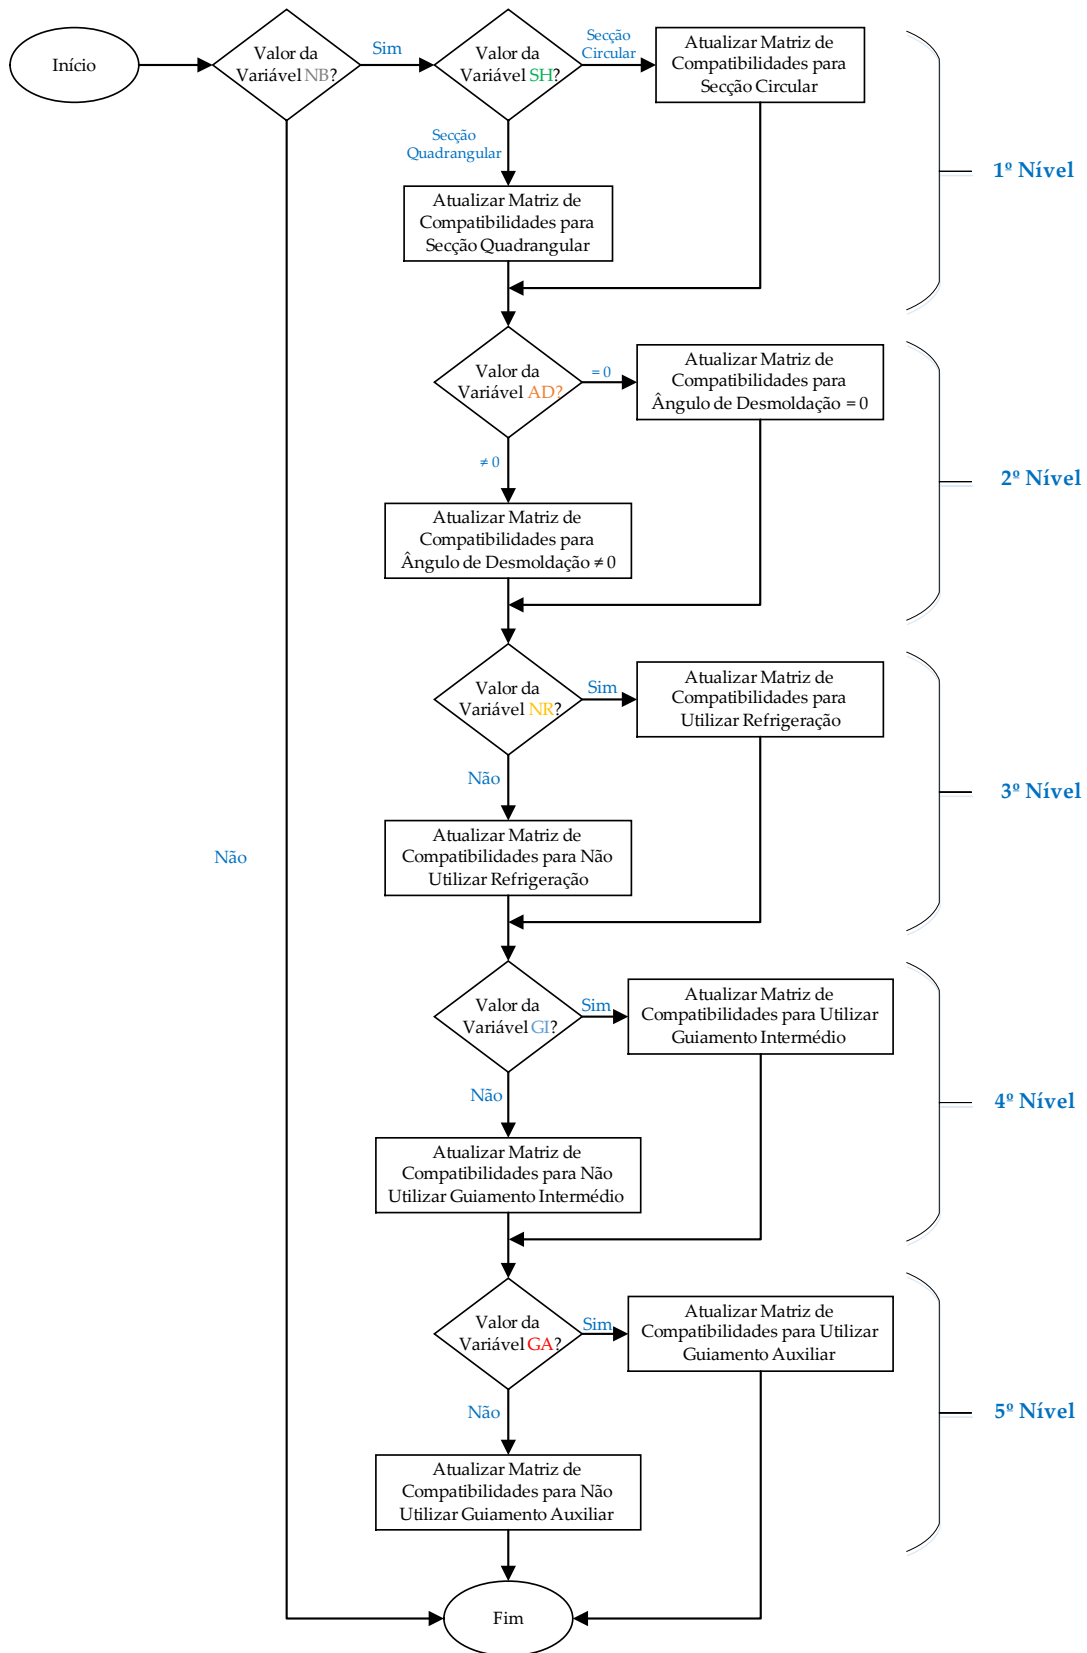 Início
Valor da
Variável NB?
Sim
Valor da
Variável SH?
Secção
Circular
Atualizar Matriz de
Compatibilidades para
Secção Circular
Secção
Quadrangular
Atualizar Matriz de
Compatibilidades para
Secção Quadrangular
1º Nível
Valor da
Variável AD?
= 0
Atualizar Matriz de
Compatibilidades para
Ângulo de Desmoldação = 0
≠ 0
Atualizar Matriz de
Compatibilidades para
Ângulo de Desmoldação ≠ 0
2º Nível
Valor da
Variável NR?
Sim
Atualizar Matriz de
Compatibilidades para
Utilizar Refrigeração
Não
Atualizar Matriz de
Compatibilidades para Não
Utilizar Refrigeração
3º Nível
Não
Valor da
Variável GI?
Sim
Atualizar Matriz de
Compatibilidades para Utilizar
Guiamento Intermédio
Não
Atualizar Matriz de
Compatibilidades para Não
Utilizar Guiamento Intermédio
4º Nível
Valor da
Variável GA?
Sim
Atualizar Matriz de
Compatibilidades para Utilizar
Guiamento Auxiliar
Não
Atualizar Matriz de
Compatibilidades para Não
Utilizar Guiamento Auxiliar
5º Nível
Fim